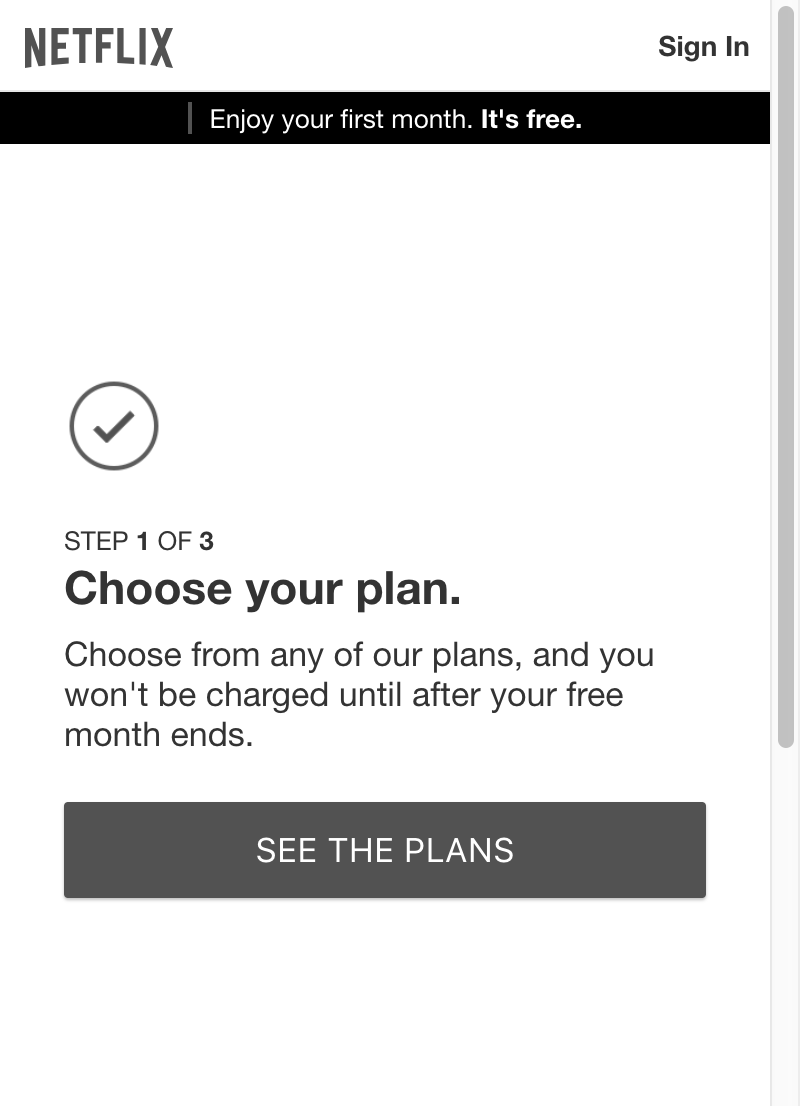 NETFLIX
Sign In
Enjoy your first month. It's free.
STEP 1 OF 3
Choose your plan.
Choose from any of our plans, and you
won't be charged until after your free
month ends.
SEE THE PLANS